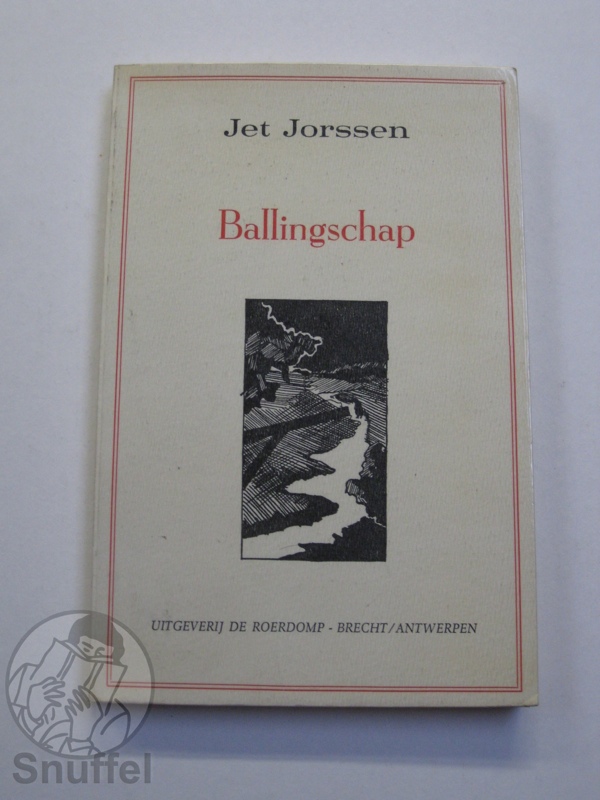 Jet Jorssen
Ballingschap
UITGEVERIJ DE ROERDOMP - BRECHT/ANTWERPEN
Snuffel